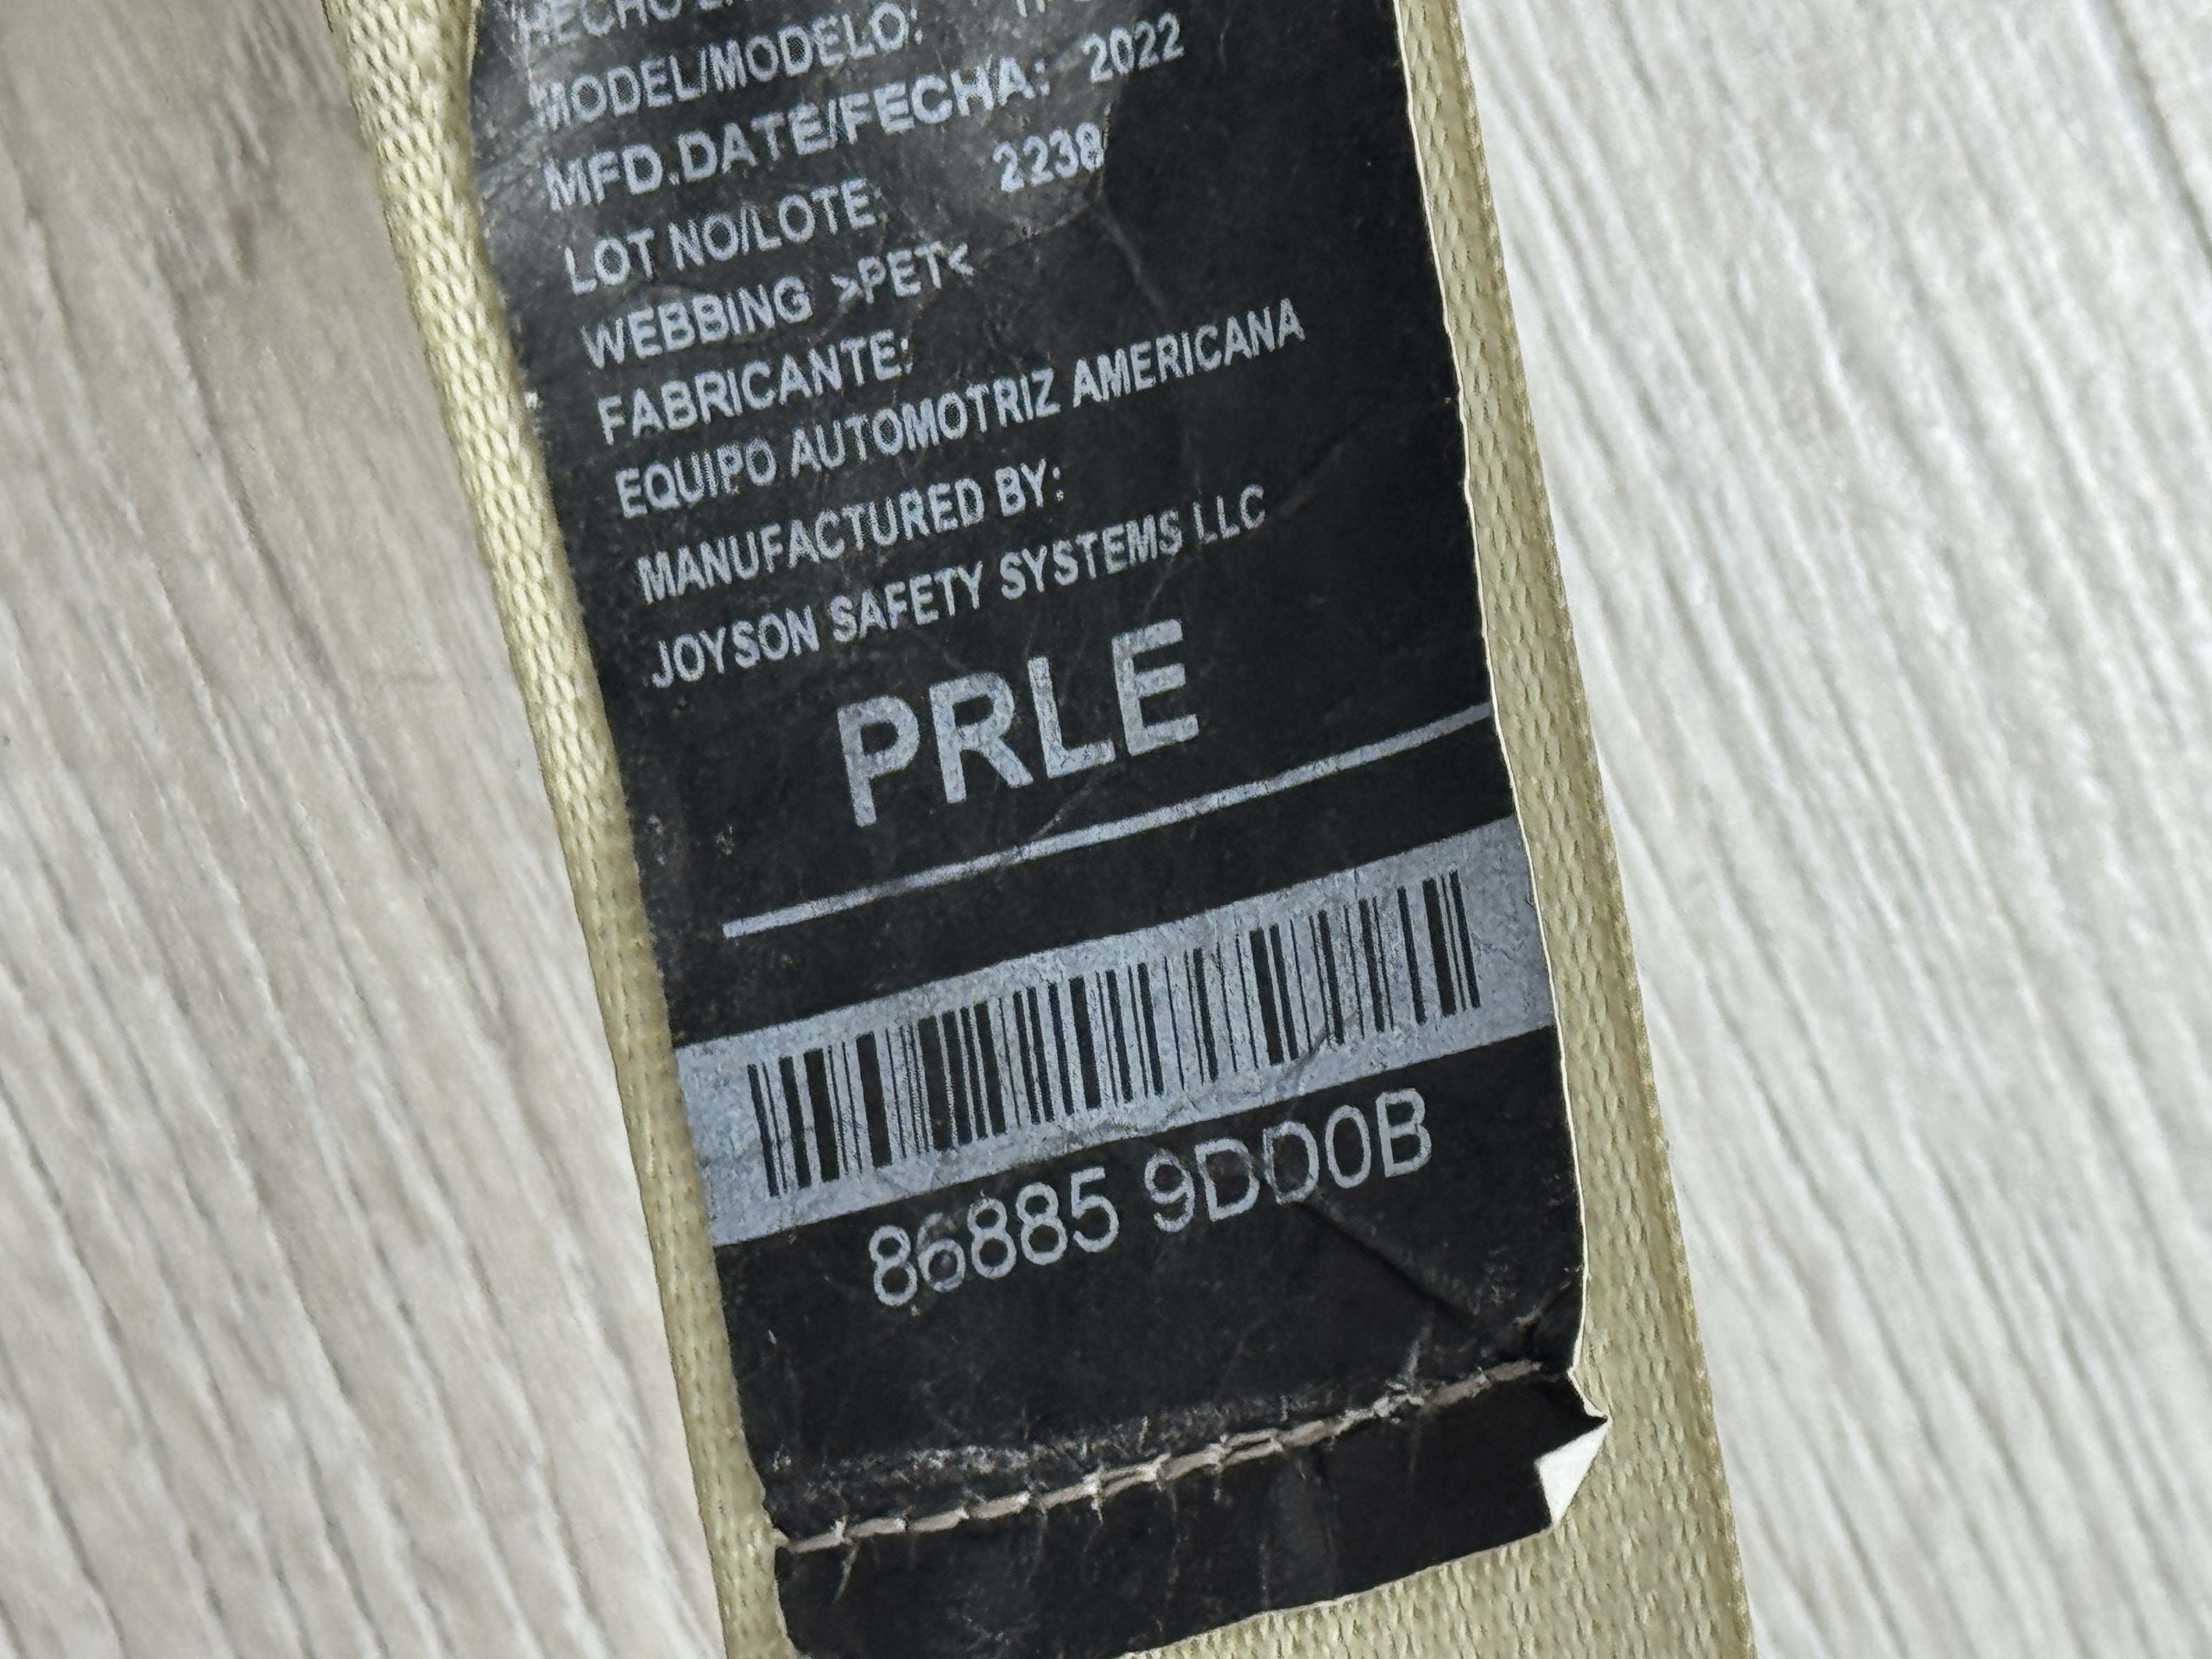 MODEL/MODELO:
MFD.DATE/FECHA: 2022
LOT NO/LOTE:
WEBBING >PET<
FABRICANTE:
EQUIPO AUTOMOTRIZ AMERICANA
MANUFACTURED BY:
JOYSON SAFETY SYSTEMS LLC
PRLE
86885 9DD0B